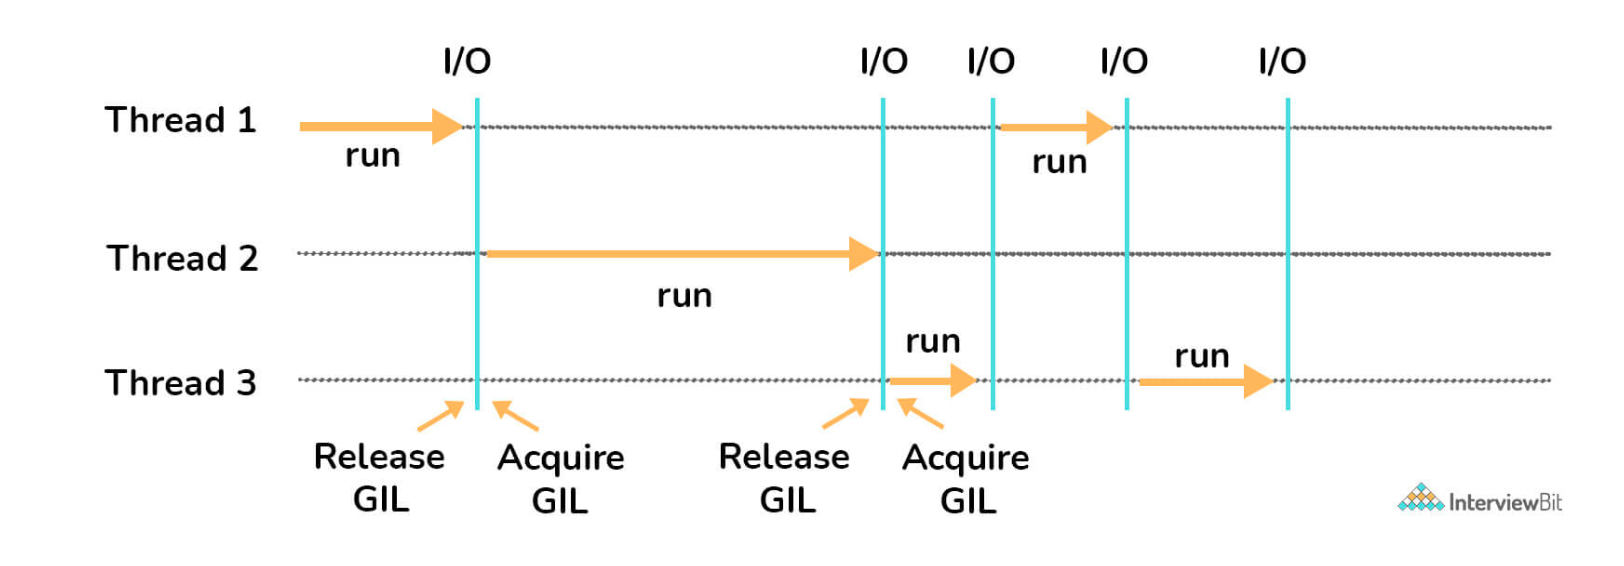 I/O I/O I/O I/O I/O
Thread 1
run
run
Thread 2
run
run
run
Thread 3
Release GIL
Acquire GIL
Release GIL
Acquire GIL
InterviewBit